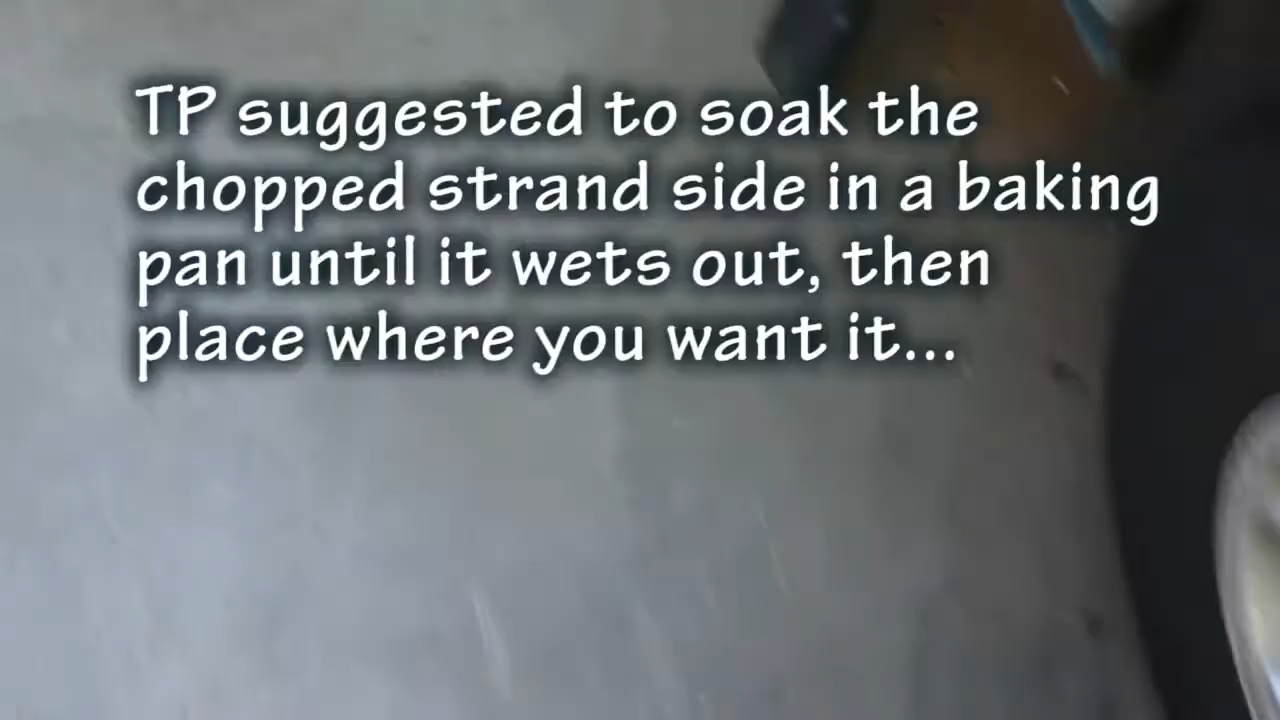 TP suggested to soak the
chopped strand side in a baking
pan until it wets out, then
place where you want it...